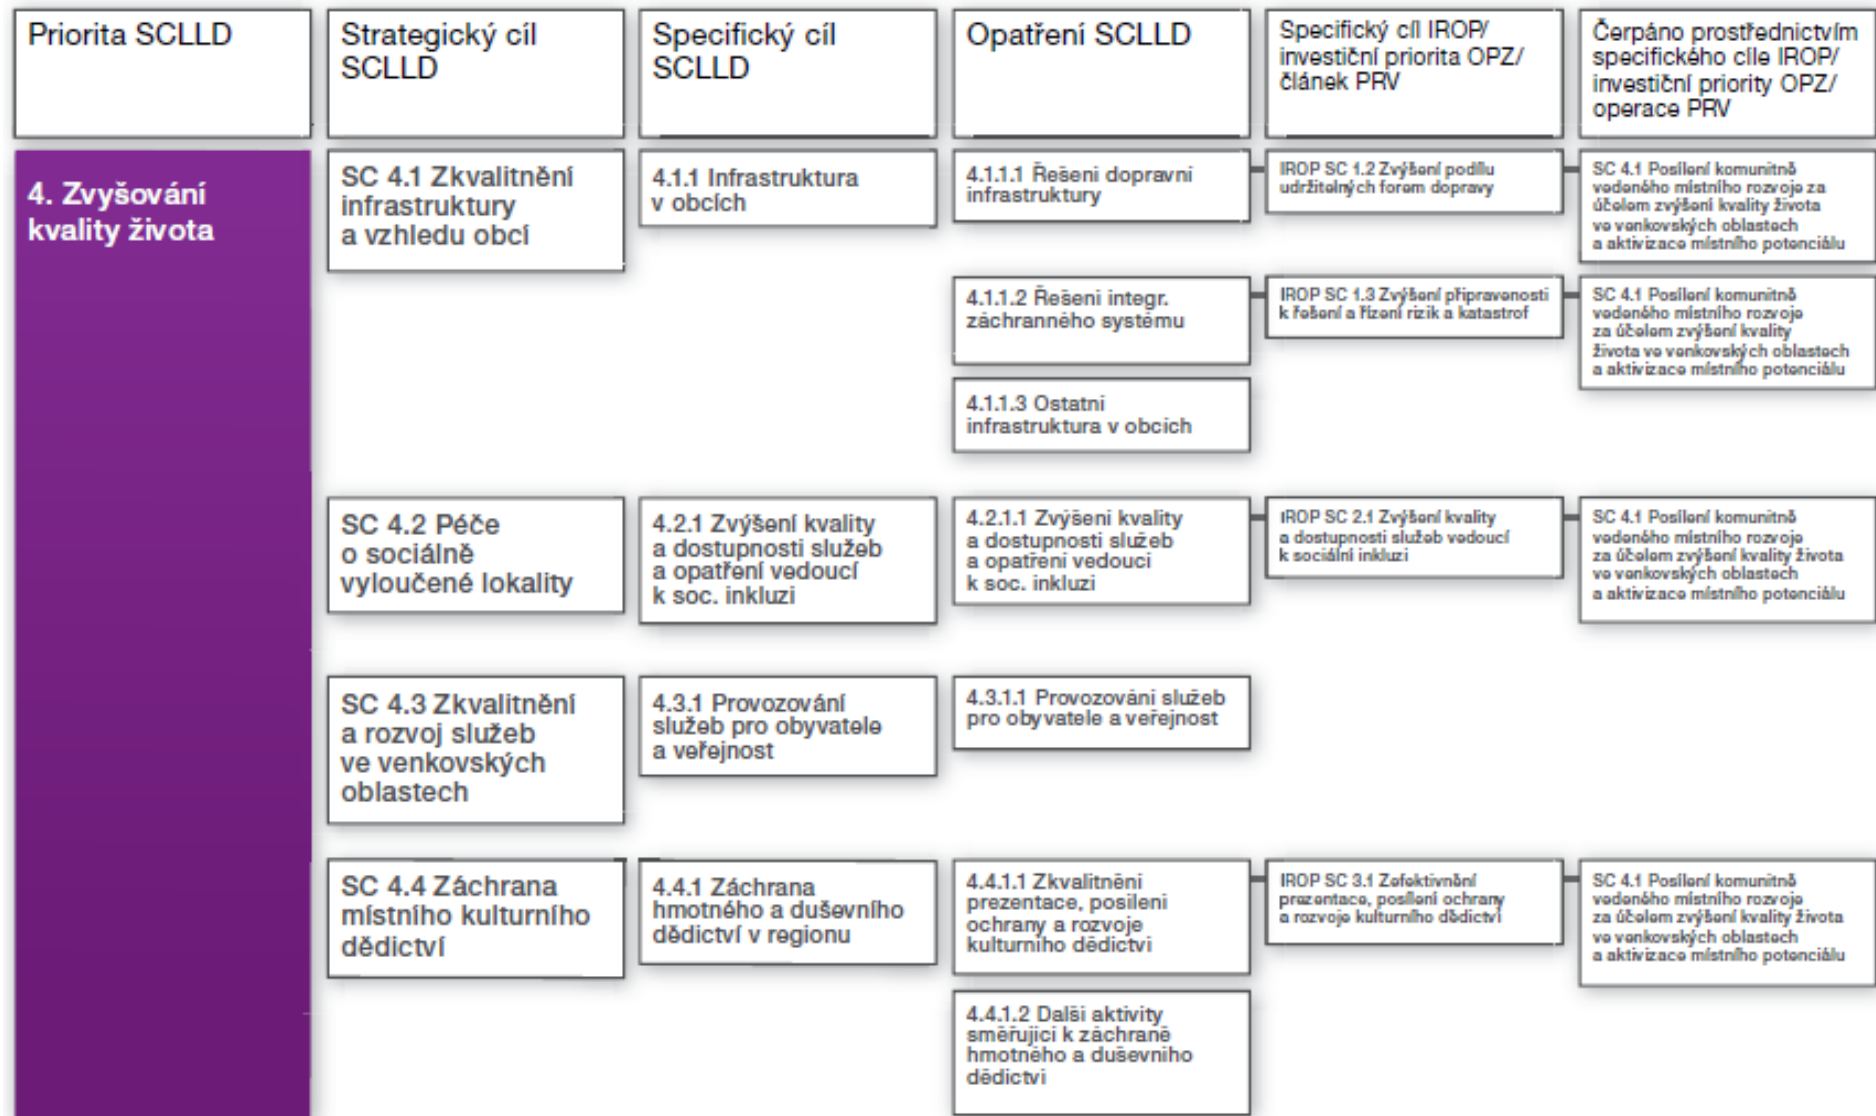 Priorita SCLLD
Strategický cíl
SCLLD
Specifický cíl
SCLLD
Opatření SCLLD
Specifický cíl IROP/
investiční priorita OPZ/
článek PRV
Čerpáno prostřednictvím
specifického cíle IROP/
investiční priority OPZ/
operace PRV
4. Zvyšování
kvality života
SC 4.1 Zkvalitnění
infrastruktury
a vzhledu obcí
4.1.1 Infrastruktura
v obcích
4.1.1.1 Řešení dopravní
infrastruktury
IROP SC 1.2 Zvýšení podílu
udržitelných forem dopravy
SC 4.1 Posílení komunitně
vedeného místního rozvoje za
účelem zvýšení kvality života
ve venkovských oblastech
a aktivizace místního potenciálu
4.1.1.2 Řešení integr.
záchranného systému
IROP SC 1.3 Zvýšení připravenosti
k řešení a řízení rizik a katastrof
SC 4.1 Posílení komunitně
vedeného místního rozvoje
za účelem zvýšení kvality
života ve venkovských oblastech
a aktivizace místního potenciálu
4.1.1.3 Ostatní
infrastruktura v obcích
SC 4.2 Péče
o sociálně
vyloučené lokality
4.2.1 Zvýšení kvality
a dostupnosti služeb
a opatření vedoucí
k soc. inkluzi
4.2.1.1 Zvýšení kvality
a dostupnosti služeb
a opatření vedoucí
k soc. inkluzi
IROP SC 2.1 Zvýšení kvality
a dostupnosti služeb vedoucí
k sociální inkluzi
SC 4.1 Posílení komunitně
vedeného místního rozvoje
za účelem zvýšení kvality života
ve venkovských oblastech
a aktivizace místního potenciálu
SC 4.3 Zkvalitnění
a rozvoj služeb
ve venkovských
oblastech
4.3.1 Provozování
služeb pro obyvatele
a veřejnost
4.3.1.1 Provozování služeb
pro obyvatele a veřejnost
SC 4.4 Záchrana
místního kulturního
dědictví
4.4.1 Záchrana
hmotného a duševního
dědictví v regionu
4.4.1.1 Zkvalitnění
prezentace, posílení
ochrany a rozvoje
kulturního dědictví
IROP SC 3.1 Zefektivnění
prezentace, posílení ochrany
a rozvoje kulturního dědictví
SC 4.1 Posílení komunitně
vedeného místního rozvoje
za účelem zvýšení kvality života
ve venkovských oblastech
a aktivizace místního potenciálu
4.4.1.2 Další aktivity
směřující k záchraně
hmotného a duševního
dědictví